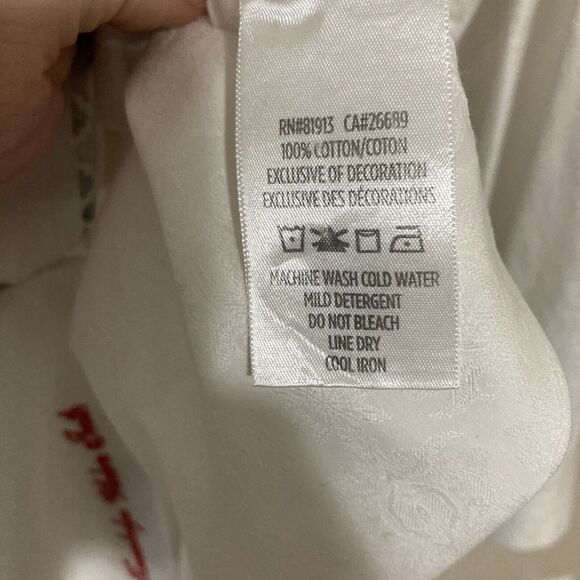 RN#81913 CA#26699
100% COTTON/COTON
EXCLUSIVE OF DECORATION
EXCLUSIVE DES DÉCORATIONS
MACHINE WASH COLD WATER
MILD DETERGENT
DO NOT BLEACH
LINE DRY
COOL IRON